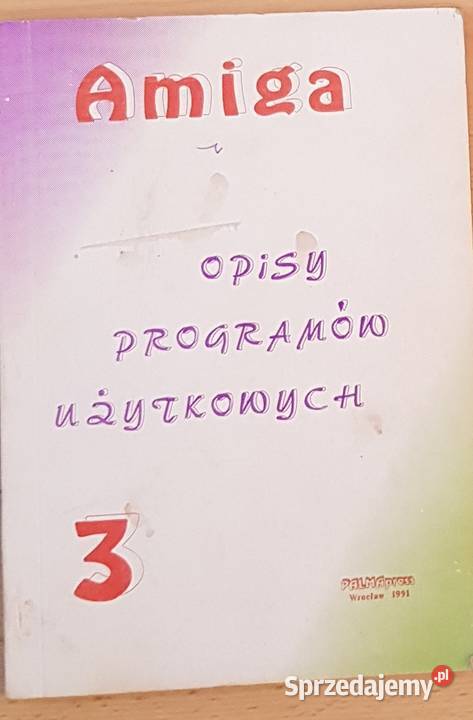 Amiga
OPiSY
PROGRAMÓW
UŻYTKOWYCH
3
PALMApress
Wrocław 1991
Sprzedajemy.pl